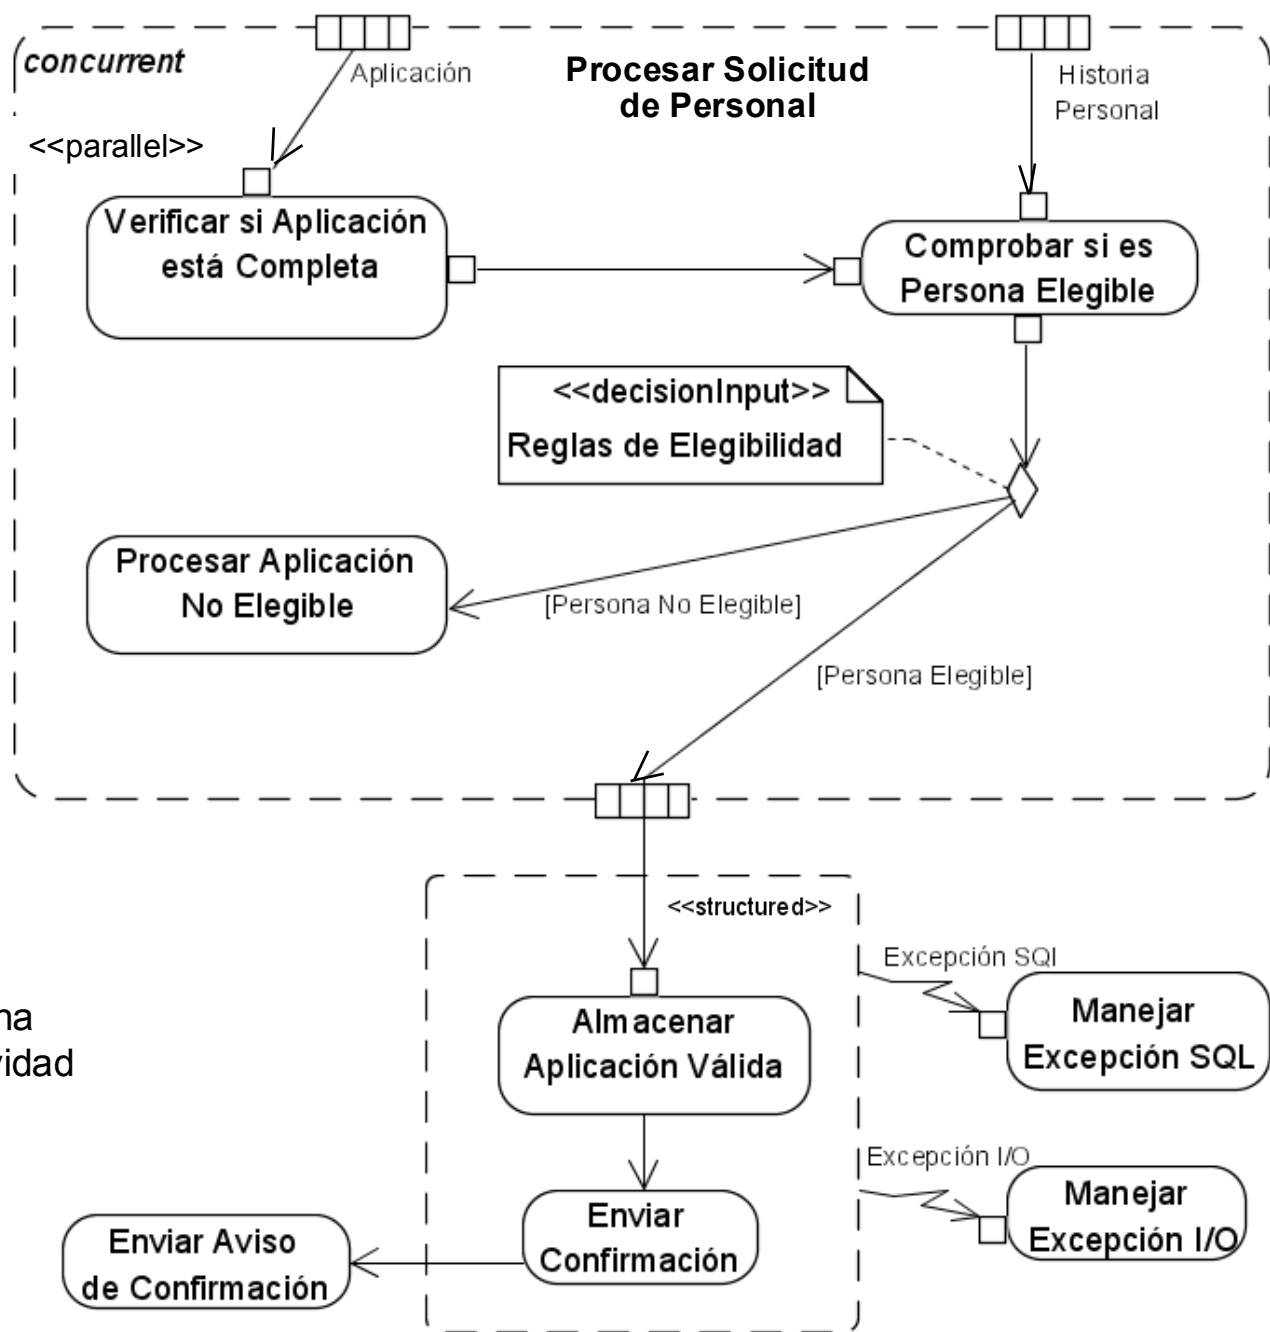 concurrent
Aplicación
Procesar Solicitud
de Personal
Historia
Personal
<<parallel>>
Verificar si Aplicación
está Completa
Comprobar si es
Persona Elegible
<<decisionInput>>
Reglas de Elegibilidad
Procesar Aplicación
No Elegible
[Persona No Elegible]
[Persona Elegible]
<<structured>>
Excepción SQl
Manejar
Excepción SQL
na
vidad
Almacenar
Aplicación Válida
Excepción I/O
Manejar
Excepción I/O
Enviar
Confirmación
Enviar Aviso
de Confirmación